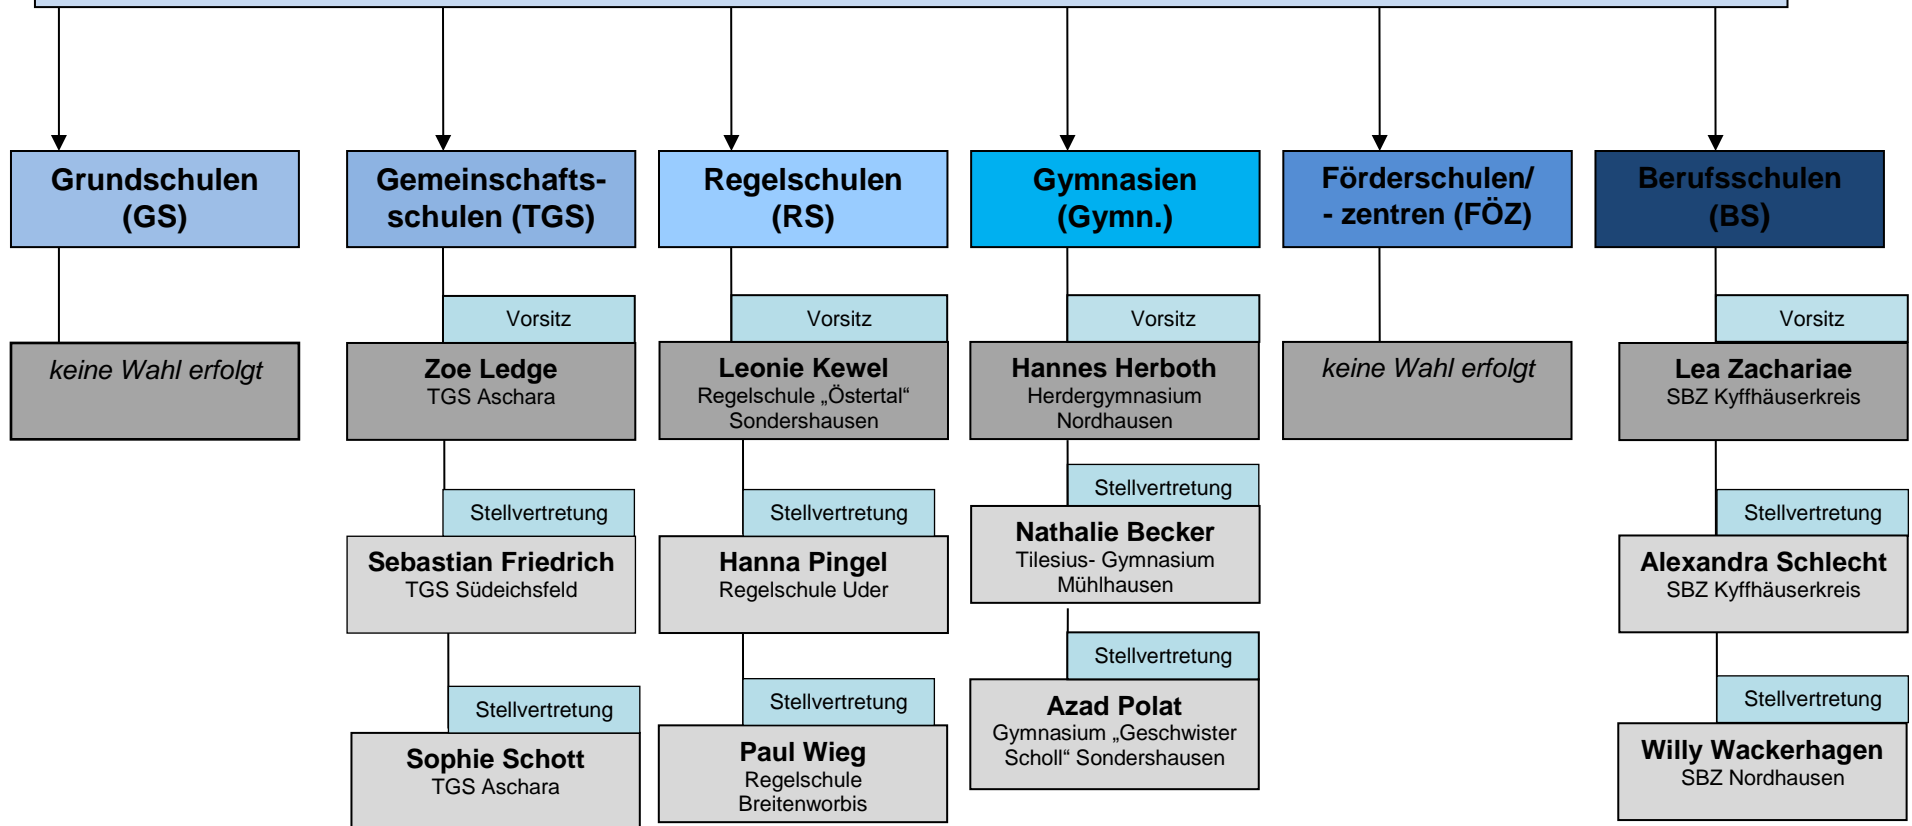 Grundschulen
(GS)
Gemeinschafts-
schulen (TGS)
Regelschulen
(RS)
Gymnasien
(Gymn.)
Förderschulen/
- zentren (FÖZ)
Berufsschulen
(BS)
keine Wahl erfolgt
Vorsitz
Zoe Ledge
TGS Aschara
Stellvertretung
Sebastian Friedrich
TGS Südeichsfeld
Stellvertretung
Sophie Schott
TGS Aschara
Vorsitz
Leonie Kewel
Regelschule „Östertal“
Sondershausen
Stellvertretung
Hanna Pingel
Regelschule Uder
Stellvertretung
Paul Wieg
Regelschule
Breitenworbis
Vorsitz
Hannes Herboth
Herdergymnasium
Nordhausen
Stellvertretung
Nathalie Becker
Tilesius- Gymnasium
Mühlhausen
Stellvertretung
Azad Polat
Gymnasium „Geschwister
Scholl“ Sondershausen
keine Wahl erfolgt
Vorsitz
Lea Zachariae
SBZ Kyffhäuserkreis
Stellvertretung
Alexandra Schlecht
SBZ Kyffhäuserkreis
Stellvertretung
Willy Wackerhagen
SBZ Nordhausen